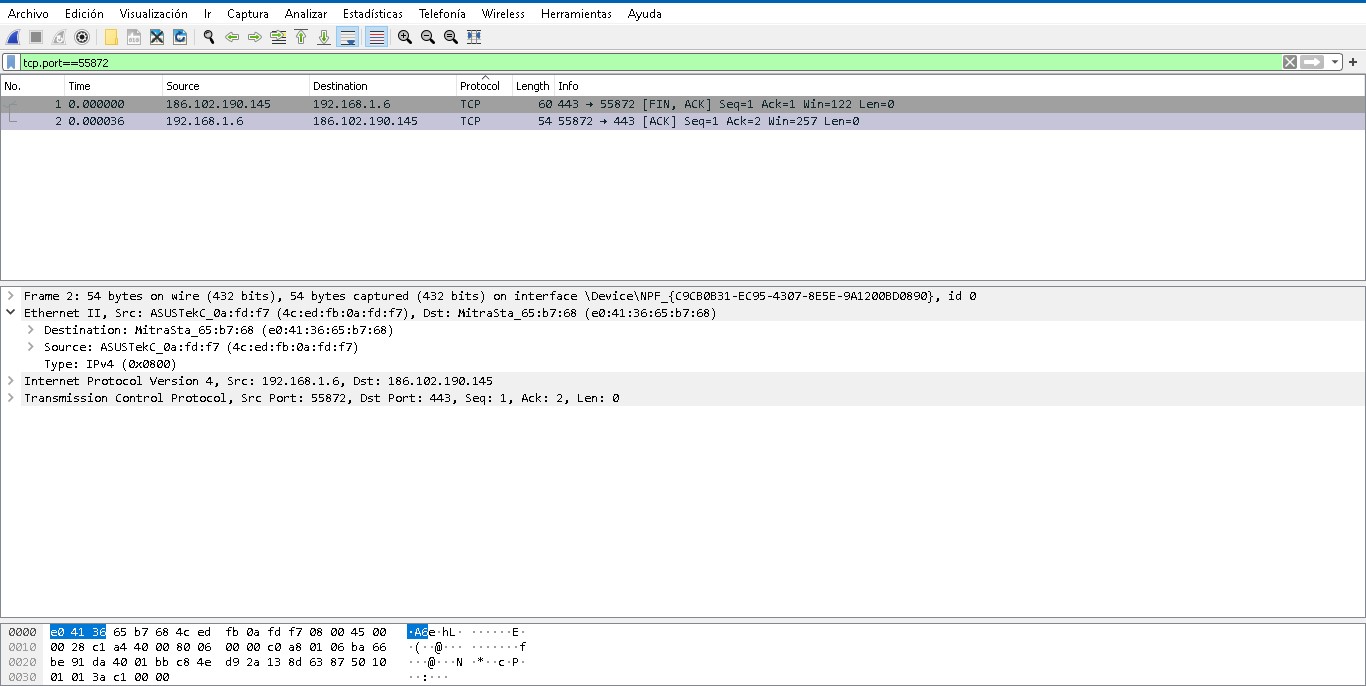 Archivo Edición Visualización Ir Captura Analizar Estadísticas Telefonía Wireless Herramientas Ayuda
tcp.port==55872
No. Time Source Destination Protocol Length Info
1 0.000000 186.102.190.145 192.168.1.6 TCP 60 443 → 55872 [FIN, ACK] Seq=1 Ack=1 Win=122 Len=0
2 0.000036 192.168.1.6 186.102.190.145 TCP 54 55872 → 443 [ACK] Seq=1 Ack=2 Win=257 Len=0
Frame 2: 54 bytes on wire (432 bits), 54 bytes captured (432 bits) on interface \Device\NPF_{C9CB0B31-EC95-4307-8E5E-9A1200BD0890}, id 0
Ethernet II, Src: ASUSTekC_0a:fd:f7 (4c:ed:fb:0a:fd:f7), Dst: MitraSta_65:b7:68 (e0:41:36:65:b7:68)
Destination: MitraSta_65:b7:68 (e0:41:36:65:b7:68)
Source: ASUSTekC_0a:fd:f7 (4c:ed:fb:0a:fd:f7)
Type: IPv4 (0x0800)
Internet Protocol Version 4, Src: 192.168.1.6, Dst: 186.102.190.145
Transmission Control Protocol, Src Port: 55872, Dst Port: 443, Seq: 1, Ack: 2, Len: 0
0000 e0 41 36 65 b7 68 4c ed fb 0a fd f7 08 00 45 00 ·A6e·hL· ······E·
0010 00 28 c1 a4 40 00 80 06 00 00 c0 a8 01 06 ba 66 ·(··@··· ·······f
0020 be 91 da 40 01 bb c8 4e d9 2a 13 8d 63 87 50 10 ···@···N ·*··c·P·
0030 01 01 3a c1 00 00 ··:···